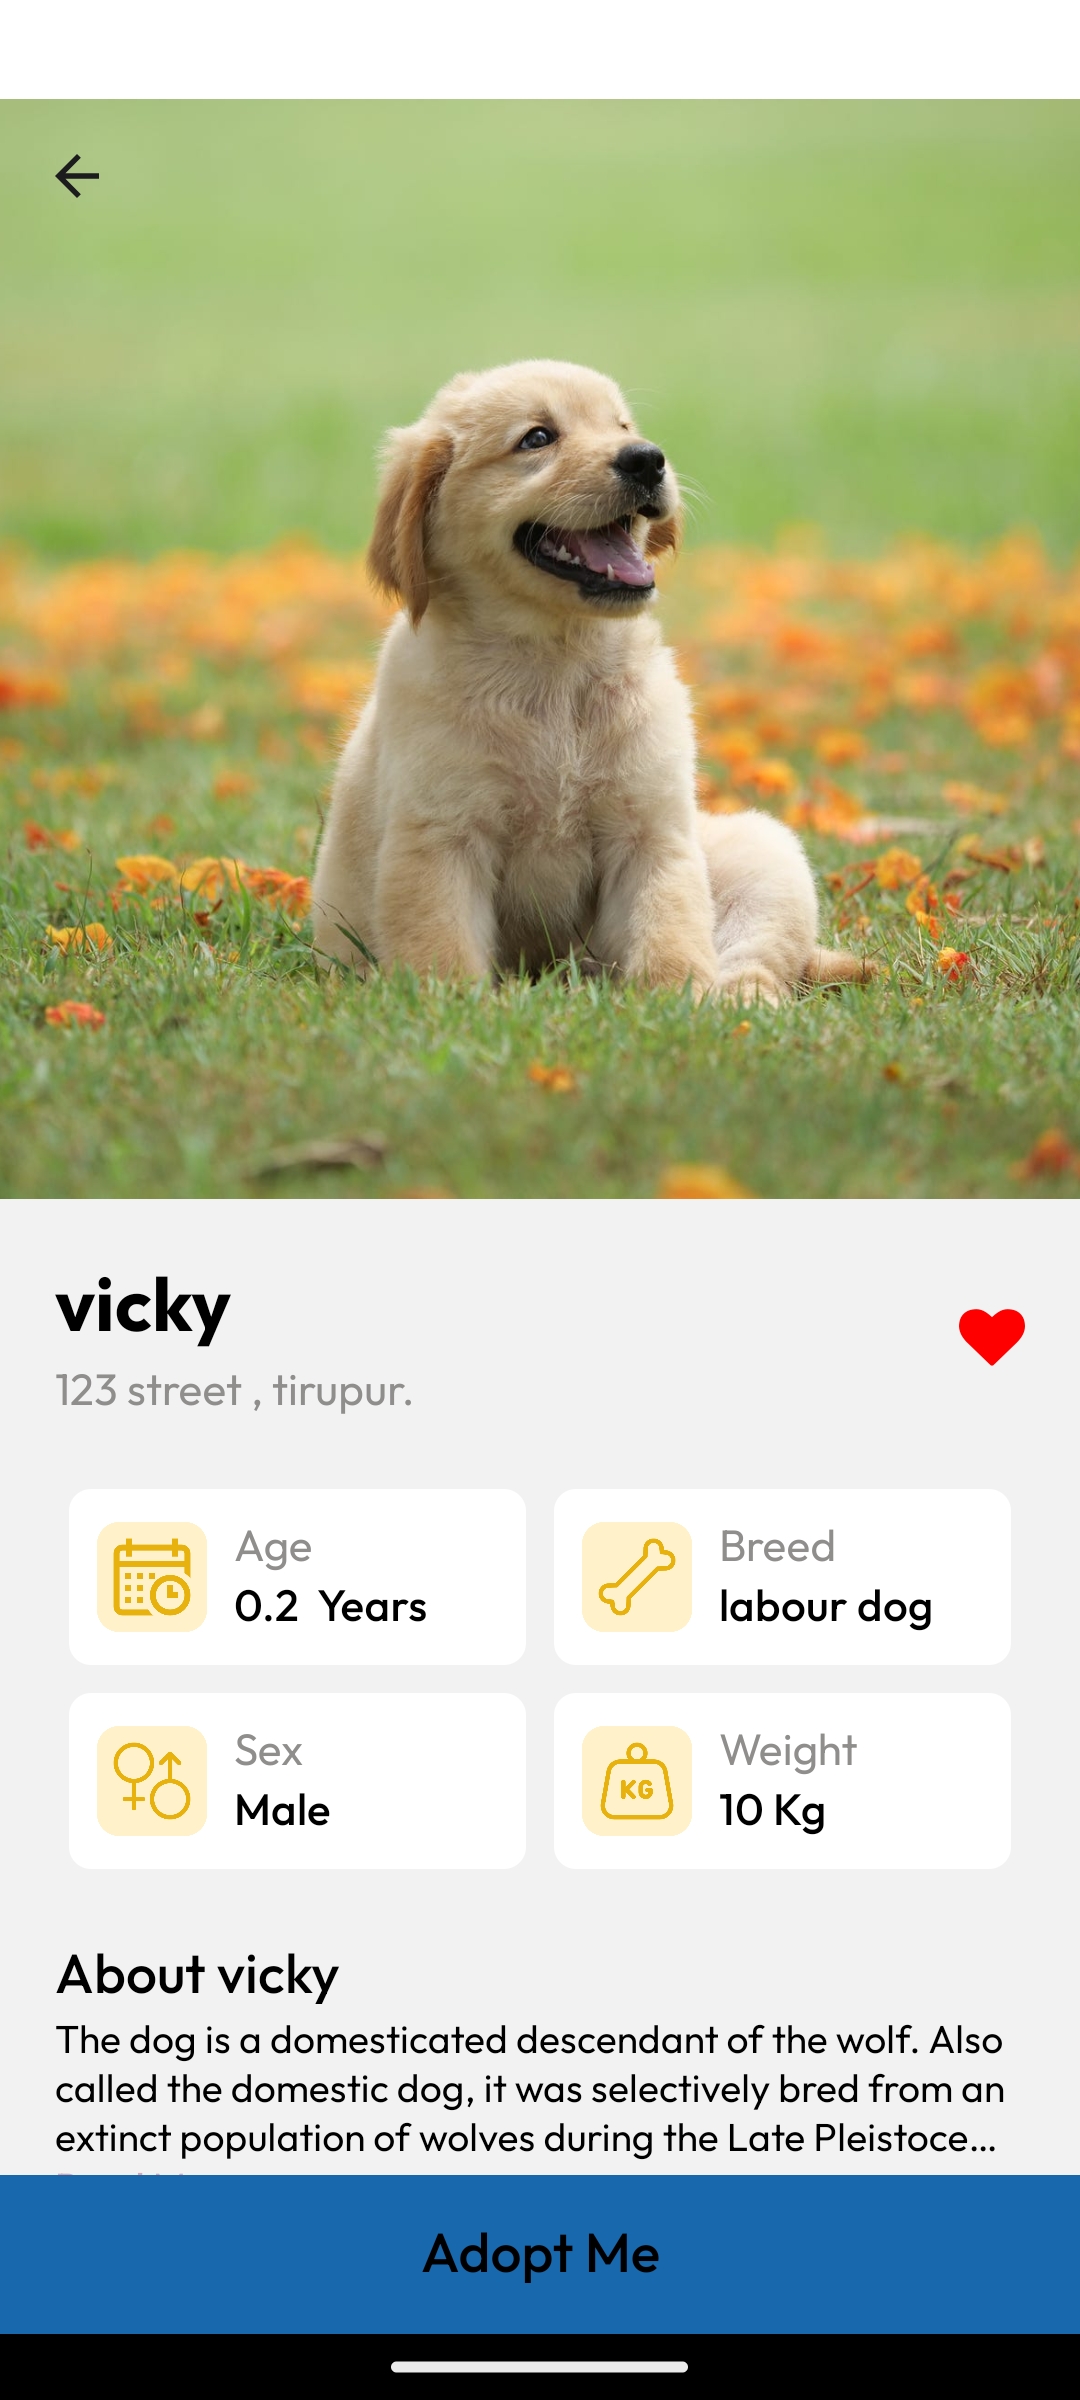 vicky
123 street , tirupur.
Age
0.2 Years
Breed
labour dog
Sex
Male
KG
Weight
10 Kg
About vicky
The dog is a domesticated descendant of the wolf. Also
called the domestic dog, it was selectively bred from an
extinct population of wolves during the Late Pleistoce...
Adopt Me